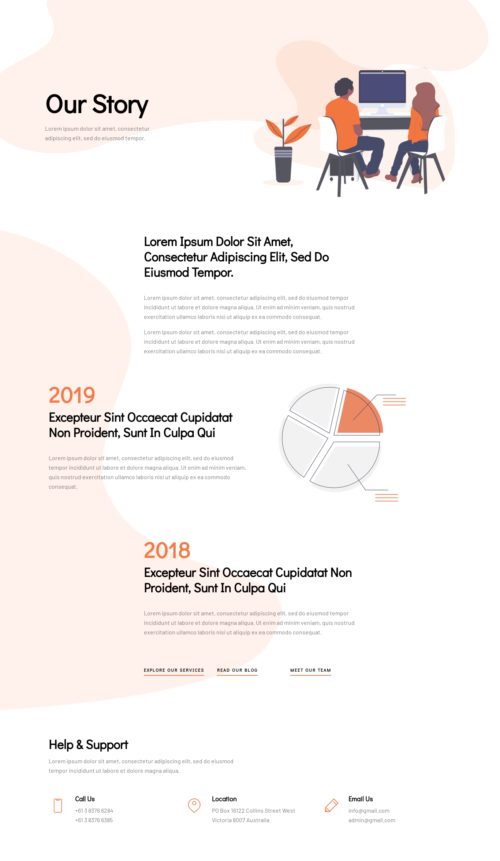 Our Story
Lorem ipsum dolor sit amet, consectetur
adipiscing elit, sed do eiusmod tempor.
Lorem Ipsum Dolor Sit Amet,
Consectetur Adipiscing Elit, Sed Do
Eiusmod Tempor.
Lorem ipsum dolor sit amet, consectetur adipiscing elit, sed do eiusmod tempor
incididunt ut labore et dolore magna aliqua. Ut enim ad minim veniam, quis nostrud
exercitation ullamco laboris nisi ut aliquip ex ea commodo consequat.
Lorem ipsum dolor sit amet, consectetur adipiscing elit, sed do eiusmod tempor
incididunt ut labore et dolore magna aliqua. Ut enim ad minim veniam, quis nostrud
exercitation ullamco laboris nisi ut aliquip ex ea commodo consequat.
2019
Excepteur Sint Occaecat Cupidatat
Non Proident, Sunt In Culpa Qui
Lorem ipsum dolor sit amet, consectetur adipiscing elit, sed do eiusmod
tempor incididunt ut labore et dolore magna aliqua. Ut enim ad minim veniam,
quis nostrud exercitation ullamco laboris nisi ut aliquip ex ea commodo
consequat.
2018
Excepteur Sint Occaecat Cupidatat Non
Proident, Sunt In Culpa Qui
Lorem ipsum dolor sit amet, consectetur adipiscing elit, sed do eiusmod tempor
incididunt ut labore et dolore magna aliqua. Ut enim ad minim veniam, quis nostrud
exercitation ullamco laboris nisi ut aliquip ex ea commodo consequat.
EXPLORE OUR SERVICES READ OUR BLOG MEET OUR TEAM
Help & Support
Lorem ipsum dolor sit amet, consectetur adipiscing elit, sed do eiusmod
tempor incididunt ut labore et dolore magna aliqua.
Call Us
+61 3 8376 6284
+61 3 8376 6385
Location
PO Box 16122 Collins Street West
Victoria 8007 Australia
Email Us
info@gmail.com
admin@gmail.com